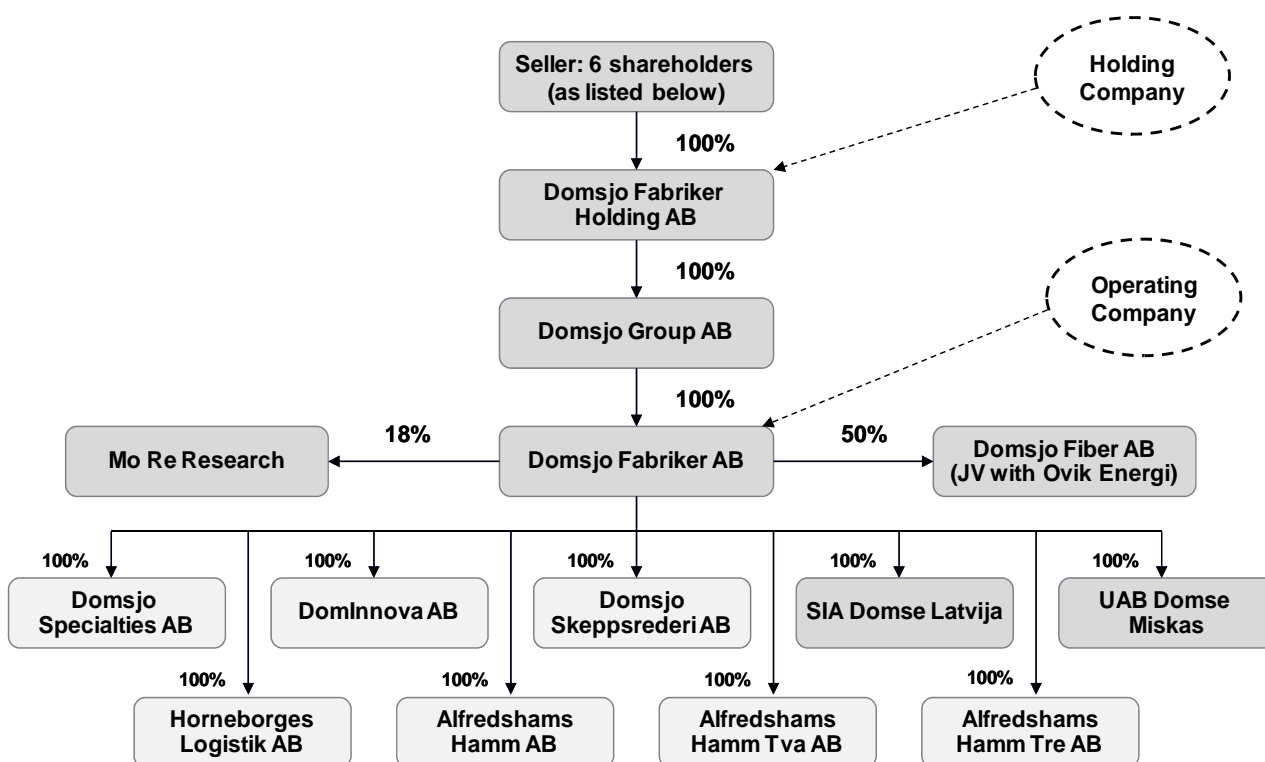 Seller: 6 shareholders
(as listed below)
Holding
Company
100%
Domsjo Fabriker
Holding AB
100%
Domsjo Group AB
Operating
Company
100%
Mo Re Research
18%
Domsjo Fabriker AB
50%
Domsjo Fiber AB
(JV with Ovik Energi)
100%
100%
100%
100%
100%
Domsjo
Specialties AB
DomInnova AB
Domsjo
Skeppsrederi AB
SIA Domse Latvija
UAB Domse
Miskas
100%
100%
100%
100%
Horneborges
Logistik AB
Alfredshams
Hamm AB
Alfredshams
Hamm Tva AB
Alfredshams
Hamm Tre AB